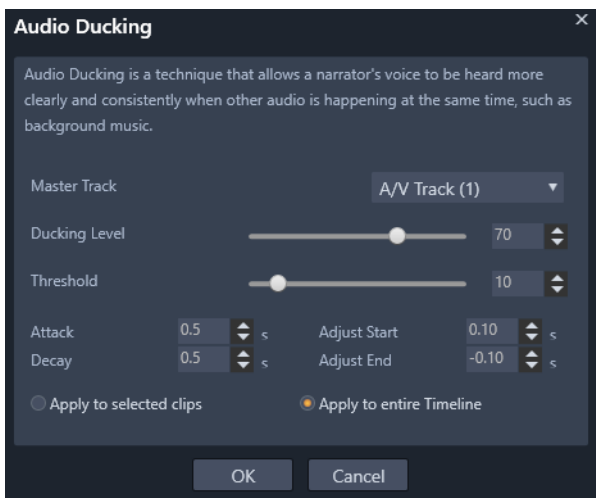 Audio Ducking
Audio Ducking is a technique that allows a narrator's voice to be heard more
clearly and consistently when other audio is happening at the same time, such as
background music.
Master Track A/V Track (1)
Ducking Level 70
Threshold 10
Attack 0.5 s Adjust Start 0.10 s
Decay 0.5 s Adjust End -0.10 s
Apply to selected clips Apply to entire Timeline
OK Cancel